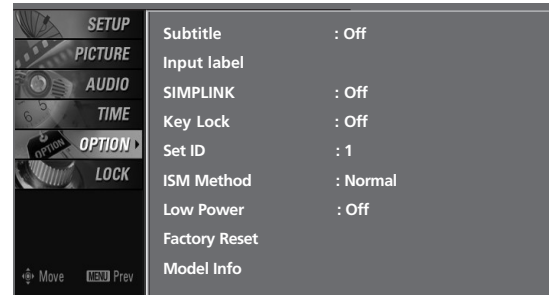 SETUP
PICTURE
AUDIO
TIME
OPTION
LOCK
Move MENU Prev
Subtitle : Off
Input label
SIMPLINK : Off
Key Lock : Off
Set ID : 1
ISM Method : Normal
Low Power : Off
Factory Reset
Model Info